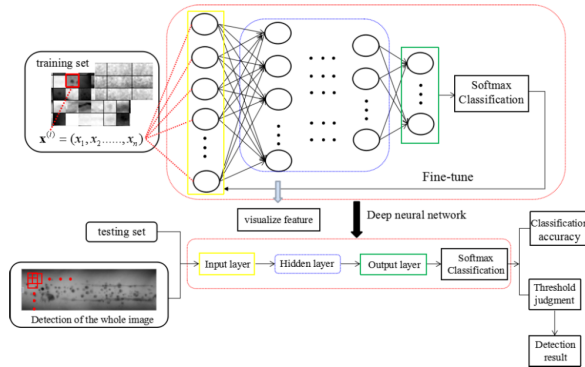 training set
x⁽ⁱ⁾ = (x₁, x₂ ......, xₙ)
Softmax
Classification
Fine-tune
visualize feature
Deep neural network
testing set
Detection of the whole image
Input layer
Hidden layer
Output layer
Softmax
Classification
Classification
accuracy
Threshold
judgment
Detection
result